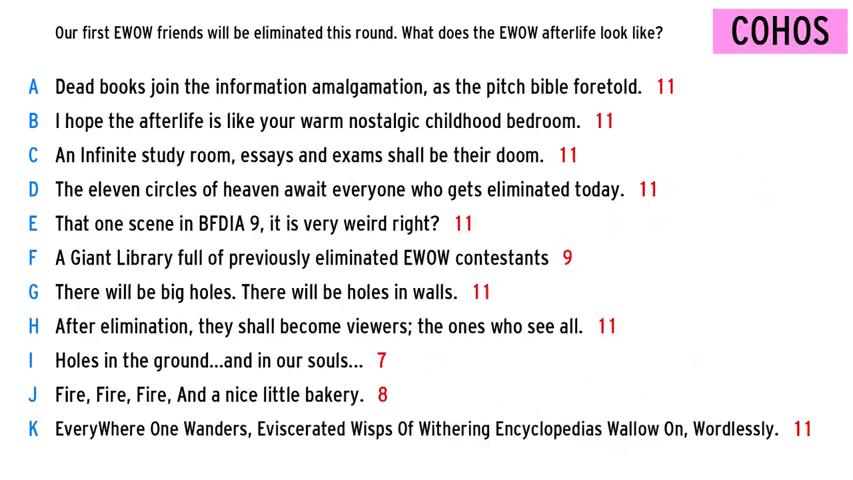 Our first EWOW friends will be eliminated this round. What does the EWOW afterlife look like?
COHOS
A Dead books join the information amalgamation, as the pitch bible foretold. 11
B I hope the afterlife is like your warm nostalgic childhood bedroom. 11
C An Infinite study room, essays and exams shall be their doom. 11
D The eleven circles of heaven await everyone who gets eliminated today. 11
E That one scene in BFDIA 9, it is very weird right? 11
F A Giant Library full of previously eliminated EWOW contestants 9
G There will be big holes. There will be holes in walls. 11
H After elimination, they shall become viewers; the ones who see all. 11
I Holes in the ground...and in our souls... 7
J Fire, Fire, Fire, And a nice little bakery. 8
K EveryWhere One Wanders, Eviscerated Wisps Of Withering Encyclopedias Wallow On, Wordlessly. 11